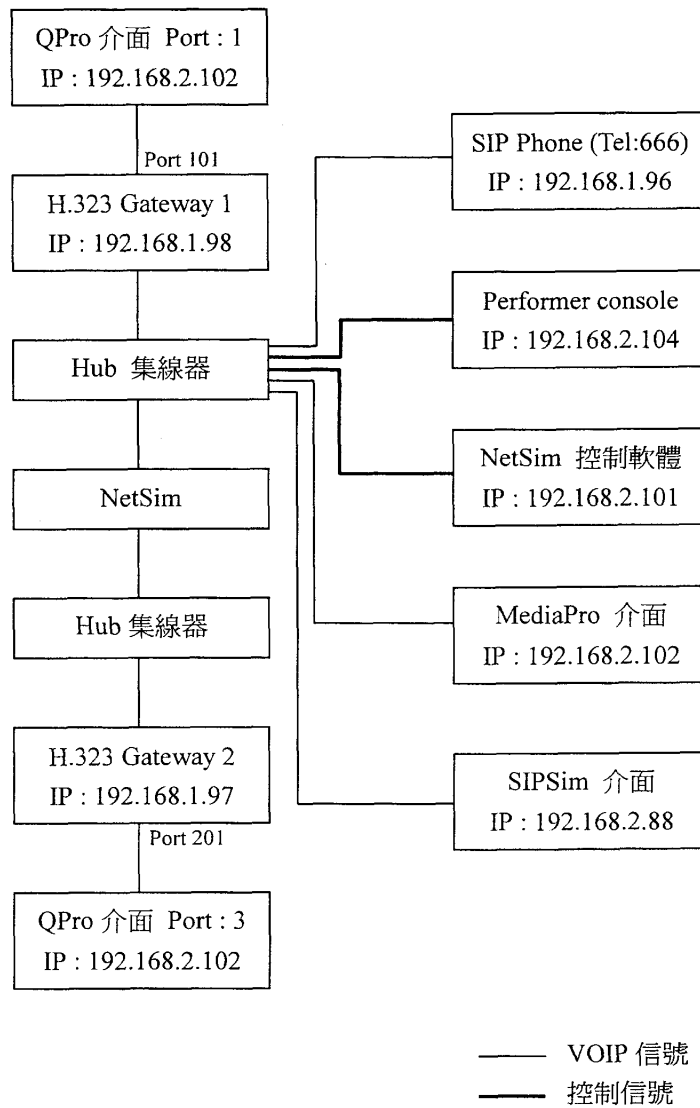 QPro 介面 Port : 1
IP : 192.168.2.102
Port 101
H.323 Gateway 1
IP : 192.168.1.98
Hub 集線器
NetSim
Hub 集線器
H.323 Gateway 2
IP : 192.168.1.97
Port 201
QPro 介面 Port : 3
IP : 192.168.2.102
SIP Phone (Tel:666)
IP : 192.168.1.96
Performer console
IP : 192.168.2.104
NetSim 控制軟體
IP : 192.168.2.101
MediaPro 介面
IP : 192.168.2.102
SIPSim 介面
IP : 192.168.2.88
VOIP 信號
控制信號